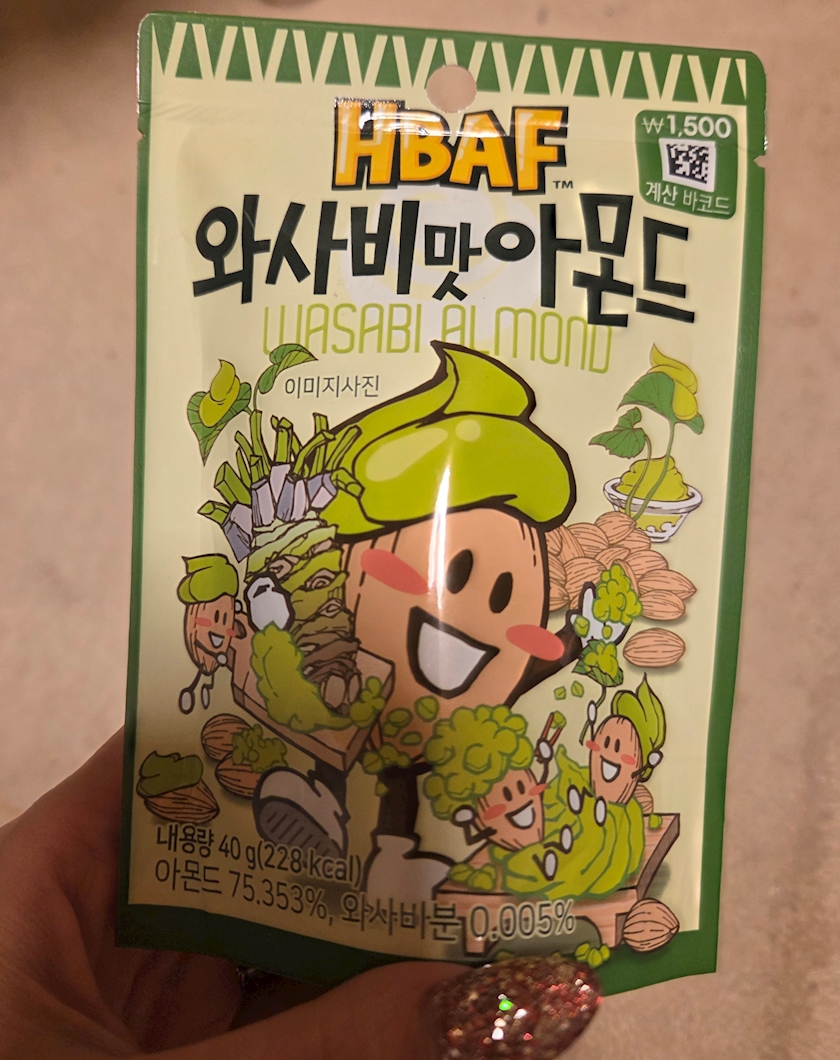 HBAF™
₩1,500
계산 바코드
와사비맛아몬드
WASABI ALMOND
이미지사진
내용량 40 g(228 kcal)
아몬드 75.353%, 와사비분 0.005%